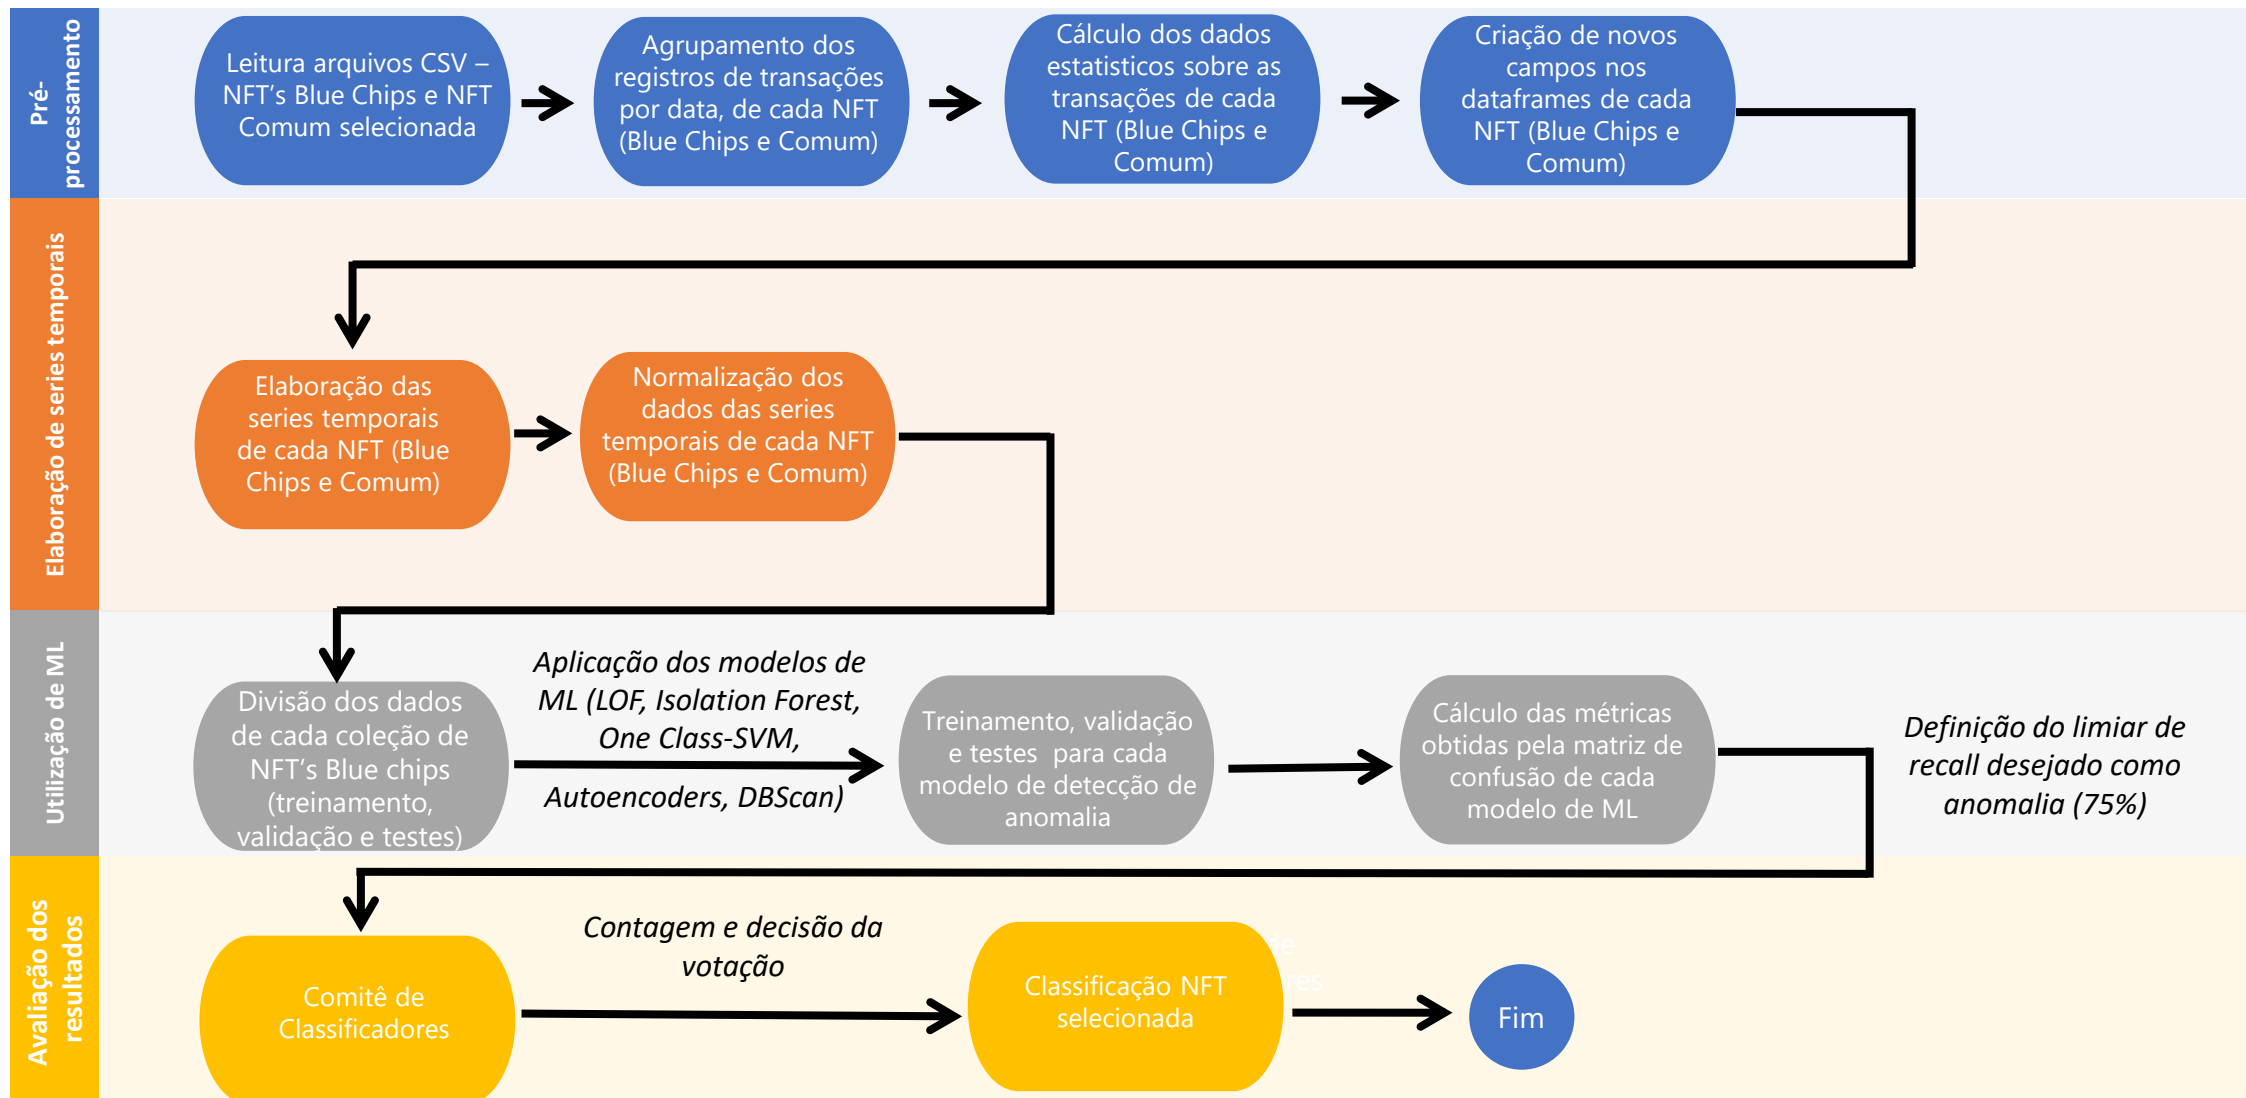 Pré-
processamento
Leitura arquivos CSV –
NFT's Blue Chips e NFT
Comum selecionada
Agrupamento dos
registros de transações
por data, de cada NFT
(Blue Chips e Comum)
Cálculo dos dados
estatisticos sobre as
transações de cada
NFT (Blue Chips e
Comum)
Criação de novos
campos nos
dataframes de cada
NFT (Blue Chips e
Comum)
Elaboração de series temporais
Elaboração das
series temporais
de cada NFT (Blue
Chips e Comum)
Normalização dos
dados das series
temporais de cada NFT
(Blue Chips e Comum)
Utilização de ML
Divisão dos dados
de cada coleção de
NFT's Blue chips
(treinamento,
validação e testes)
Aplicação dos modelos de
ML (LOF, Isolation Forest,
One Class-SVM,
Autoencoders, DBScan)
Treinamento, validação
e testes para cada
modelo de detecção de
anomalia
Cálculo das métricas
obtidas pela matriz de
confusão de cada
modelo de ML
Definição do limiar de
recall desejado como
anomalia (75%)
Avaliação dos
resultados
Comitê de
Classificadores
Contagem e decisão da
votação
Classificação NFT
selecionada
Fim